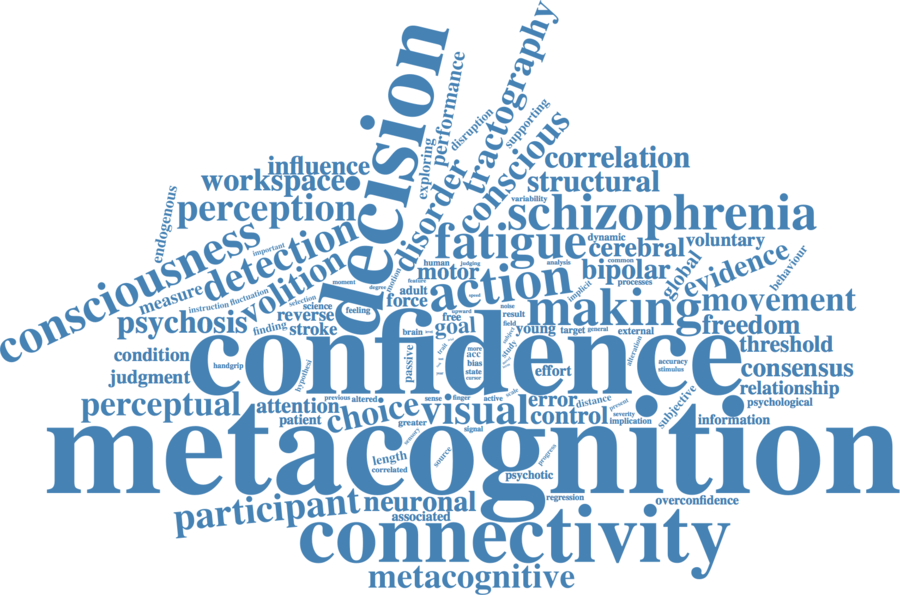 decision
tractography
performance
disruption
supporting
exploring
conscious
influence
workspace
disorder
correlation
structural
endogenous
perception
variability
schizophrenia
consciousness
important
detection
fatigue
dynamic
cerebral
voluntary
human
judging
analysis
common
behaviour
measure
volition
moment
motion
degree
feature
motor
action
implicit
bipolar
processes
global
evidence
instruction
fluctuation
selection
science
adult
force
speed
noise
making
movement
psychosis
finding
reverse
stroke
feeling
free
upward
result
goal
field
young
target
general
external
freedom
brain
confidence
threshold
condition
handgrip
hypothesi
passive
trait
more
acc
bias
state
corner
subject
study
effort
alteration
accuracy
stimulus
consensus
judgment
relationship
perceptual
attention
patient
previous
altered
choice
sense
finger
active
scale
greater
visual
error
control
distance
present
severity
implication
subjective
psychological
information
metacognition
signal
sensory
length
correlated
source
psychotic
progress
regression
overconfidence
participant
neuronal
associated
connectivity
metacognitive